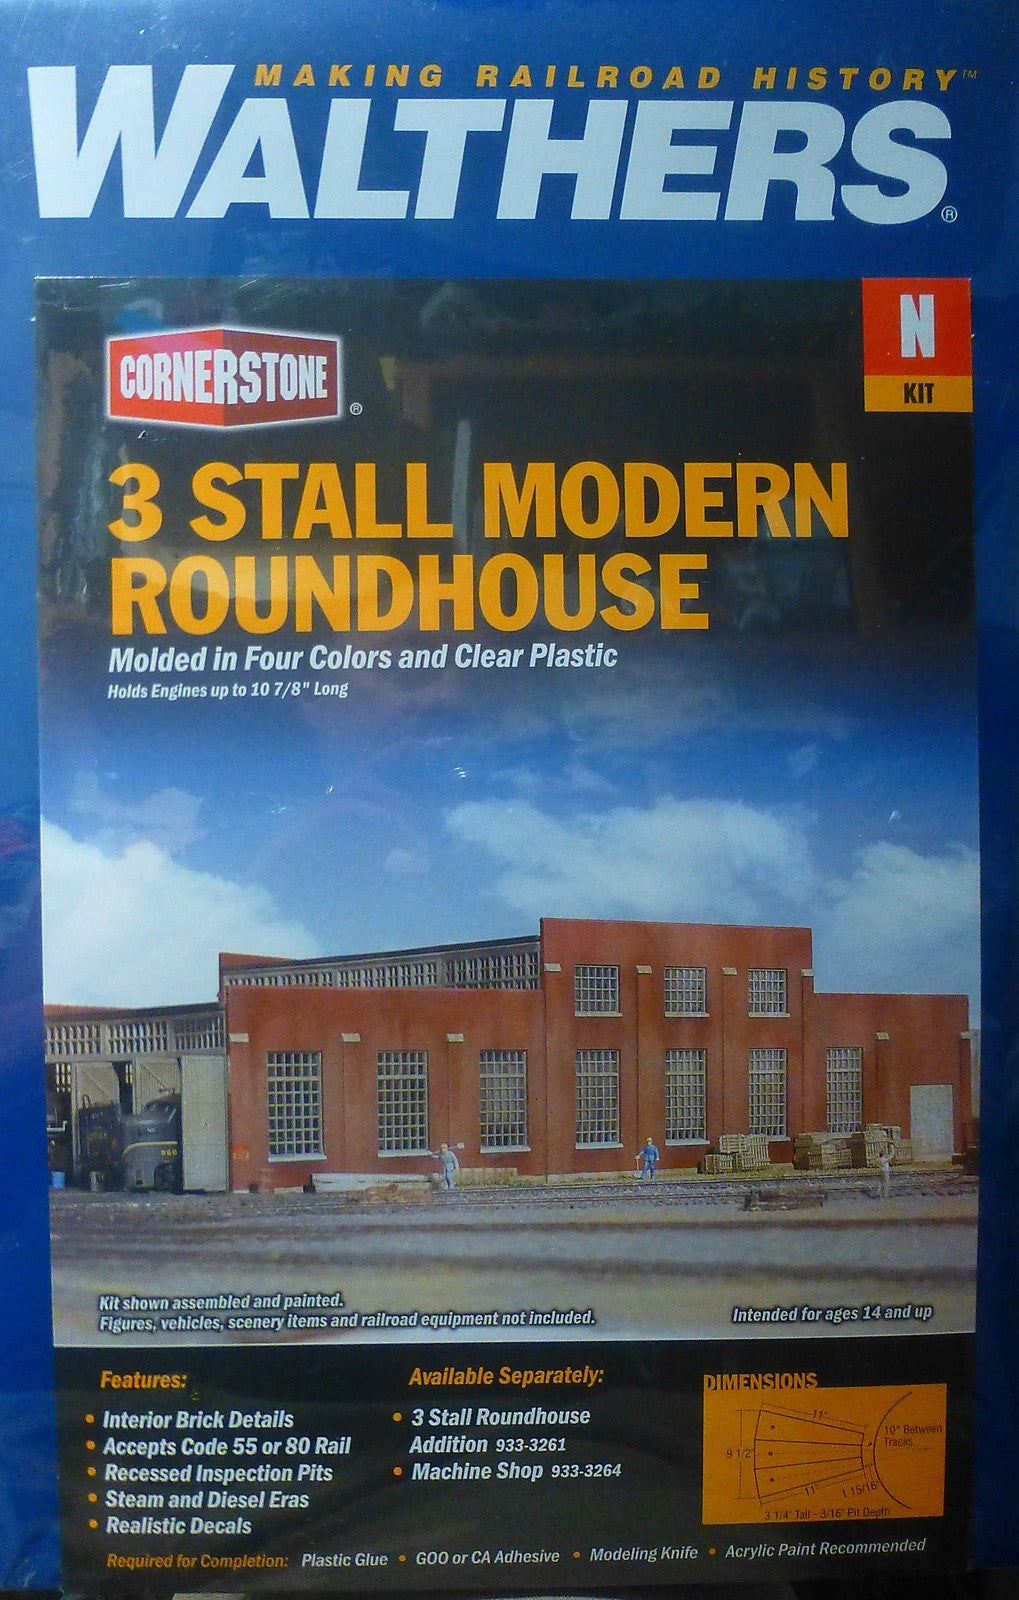 MAKING RAILROAD HISTORY™
WALTHERS®
N
KIT
CORNERSTONE®
3 STALL MODERN
ROUNDHOUSE
Molded in Four Colors and Clear Plastic
Holds Engines up to 10 7/8" Long
Kit shown assembled and painted.
Figures, vehicles, scenery items and railroad equipment not included.
Intended for ages 14 and up
Features:
• Interior Brick Details
• Accepts Code 55 or 80 Rail
• Recessed Inspection Pits
• Steam and Diesel Eras
• Realistic Decals
Available Separately:
• 3 Stall Roundhouse
Addition 933-3261
• Machine Shop 933-3264
DIMENSIONS
11"
10° Between
Tracks
9 1/2"
11"
1 15/16"
3 1/4" Tall - 3/16" Pit Depth
Required for Completion: Plastic Glue • GOO or CA Adhesive • Modeling Knife • Acrylic Paint Recommended